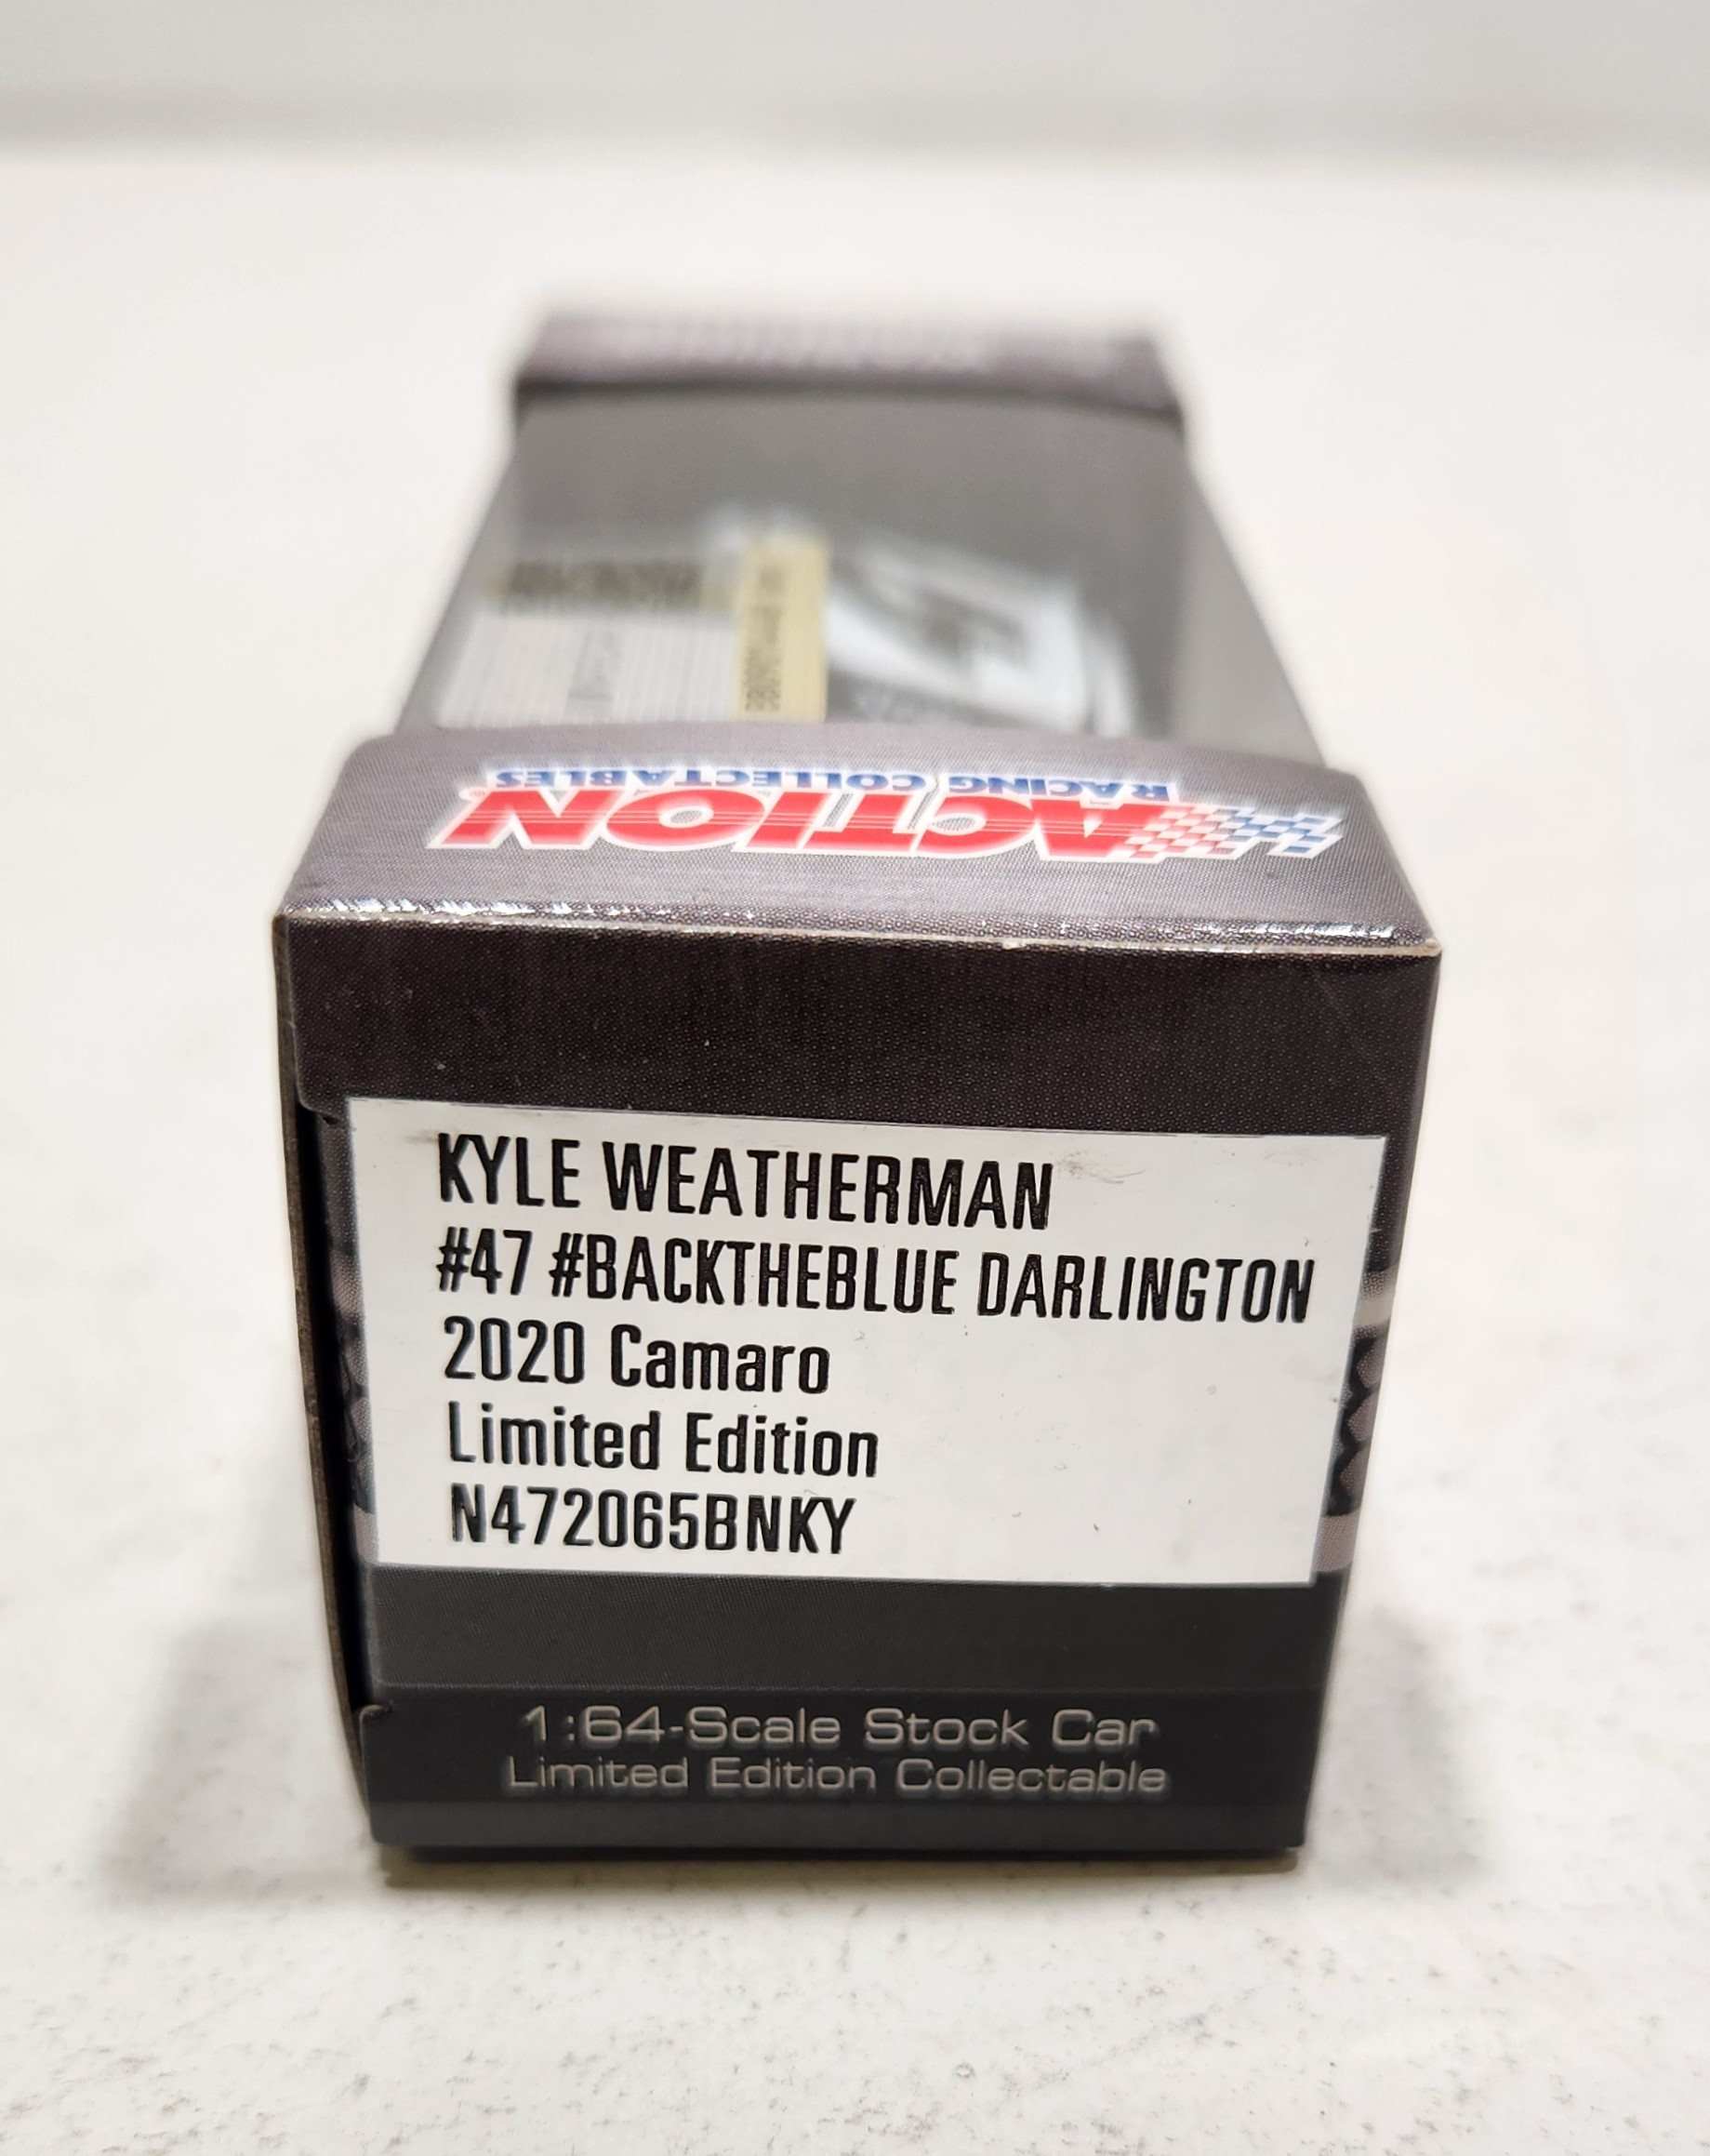 ACTION
RACING COLLECTABLES
KYLE WEATHERMAN
#47 #BACKTHEBLUE DARLINGTON
2020 Camaro
Limited Edition
N472065BNKY
1:64-Scale Stock Car
Limited Edition Collectable